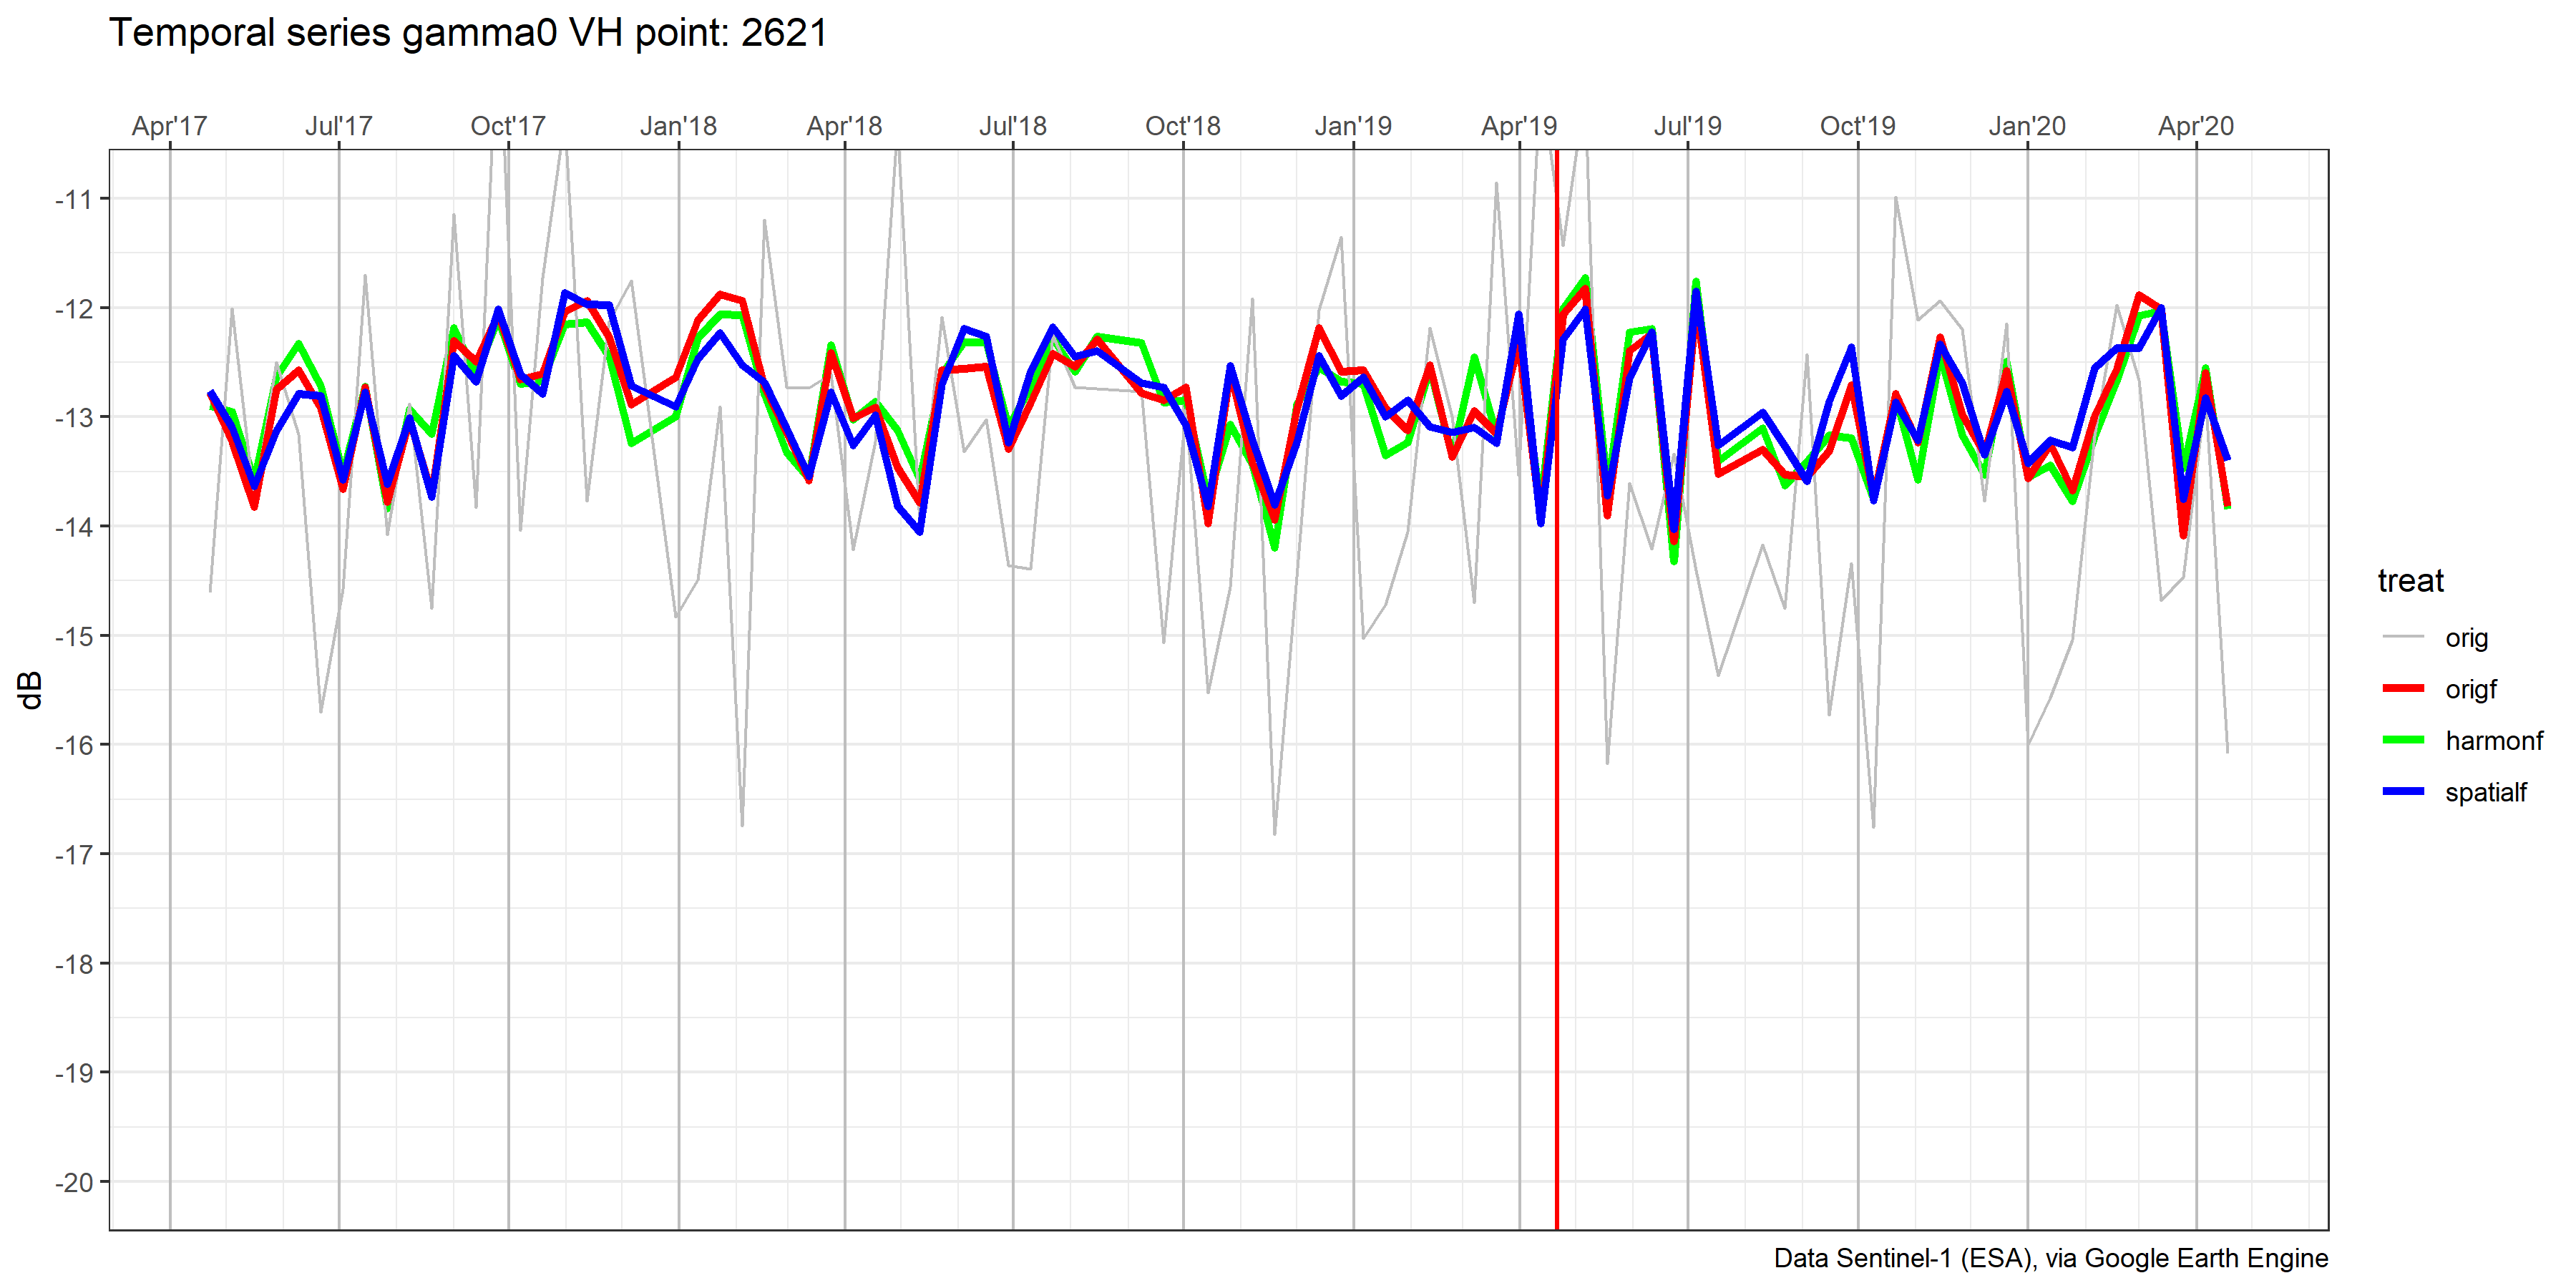 Temporal series gamma0 VH point: 2621
Apr'17 Jul'17 Oct'17 Jan'18 Apr'18 Jul'18 Oct'18 Jan'19 Apr'19 Jul'19 Oct'19 Jan'20 Apr'20
-11
-12
-13
-14
-15
-16
-17
-18
-19
-20
dB
treat
orig
origf
harmonf
spatialf
Data Sentinel-1 (ESA), via Google Earth Engine